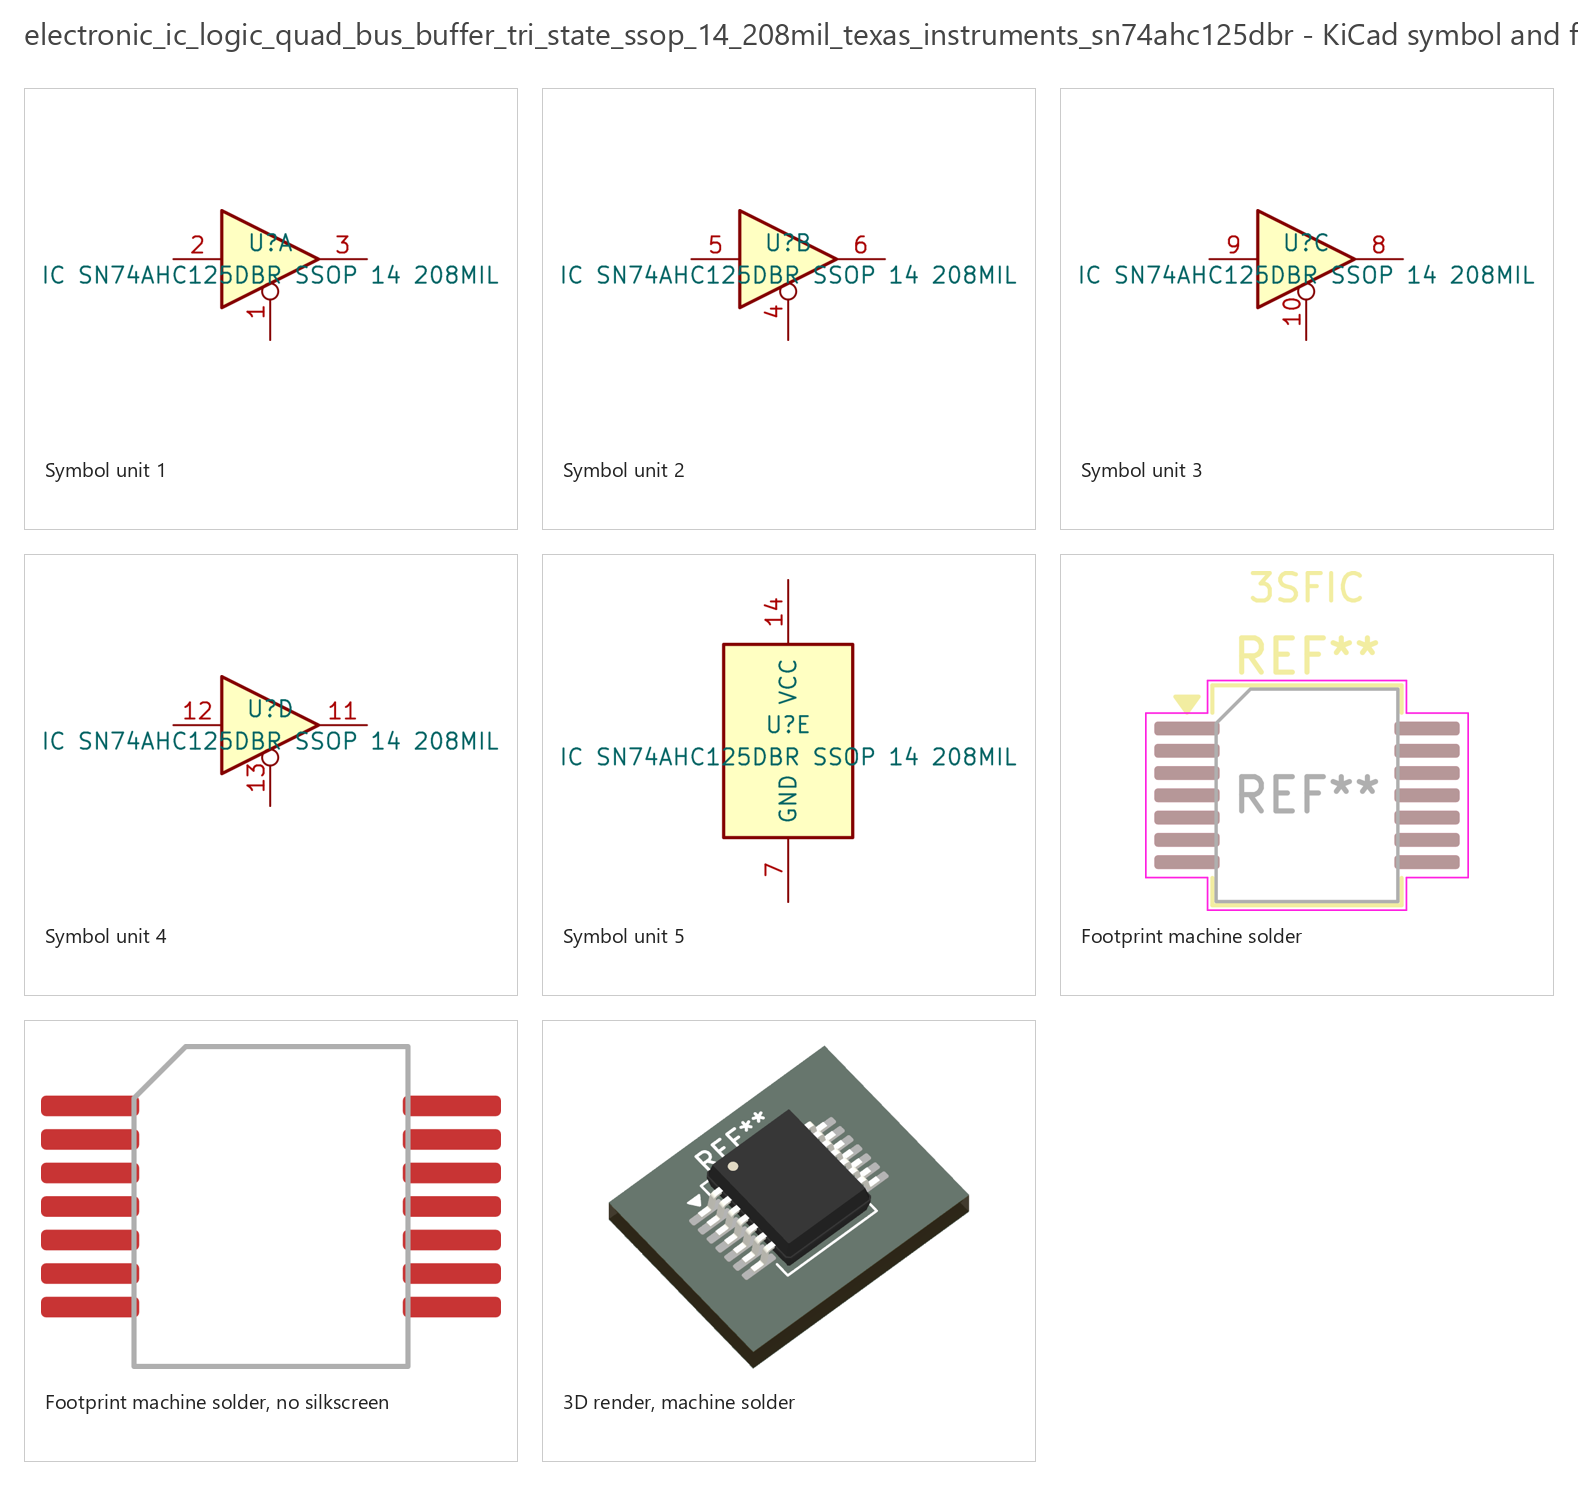 electronic_ic_logic_quad_bus_buffer_tri_state_ssop_14_208mil_texas_instruments_sn74ahc125dbr - KiCad symbol and f
2
U?A
3
IC SN74AHC125DBR SSOP 14 208MIL
1
Symbol unit 1
5
U?B
6
IC SN74AHC125DBR SSOP 14 208MIL
4
Symbol unit 2
9
U?C
8
IC SN74AHC125DBR SSOP 14 208MIL
10
Symbol unit 3
12
U?D
11
IC SN74AHC125DBR SSOP 14 208MIL
13
Symbol unit 4
14
VCC
U?E
IC SN74AHC125DBR SSOP 14 208MIL
GND
7
Symbol unit 5
3SFIC
REF**
REF**
Footprint machine solder
Footprint machine solder, no silkscreen
REF**
3D render, machine solder